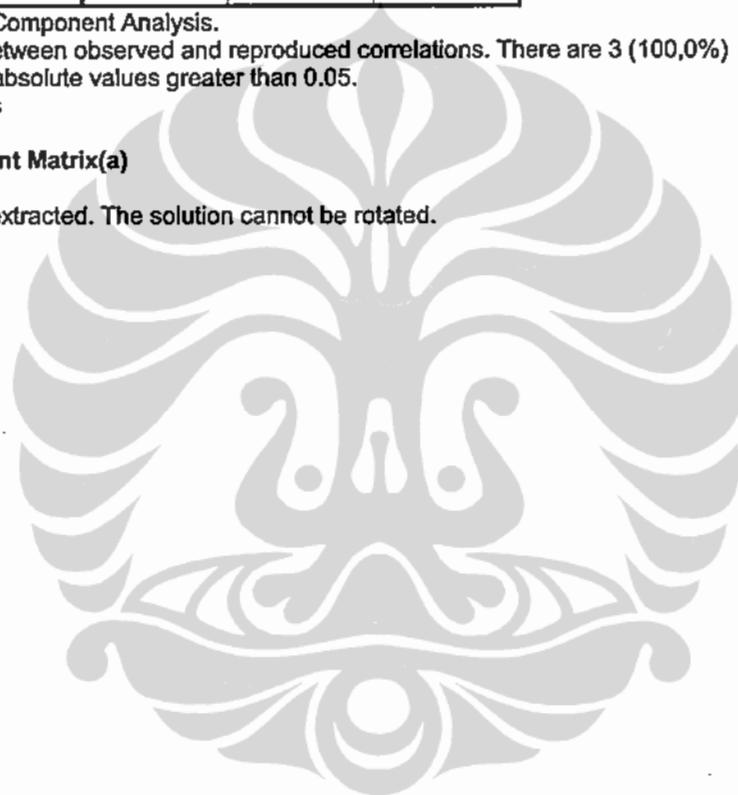 Component Analysis.
etween observed and reproduced correlations. There are 3 (100,0%)
absolute values greater than 0.05.
s
nt Matrix(a)
xtracted. The solution cannot be rotated.